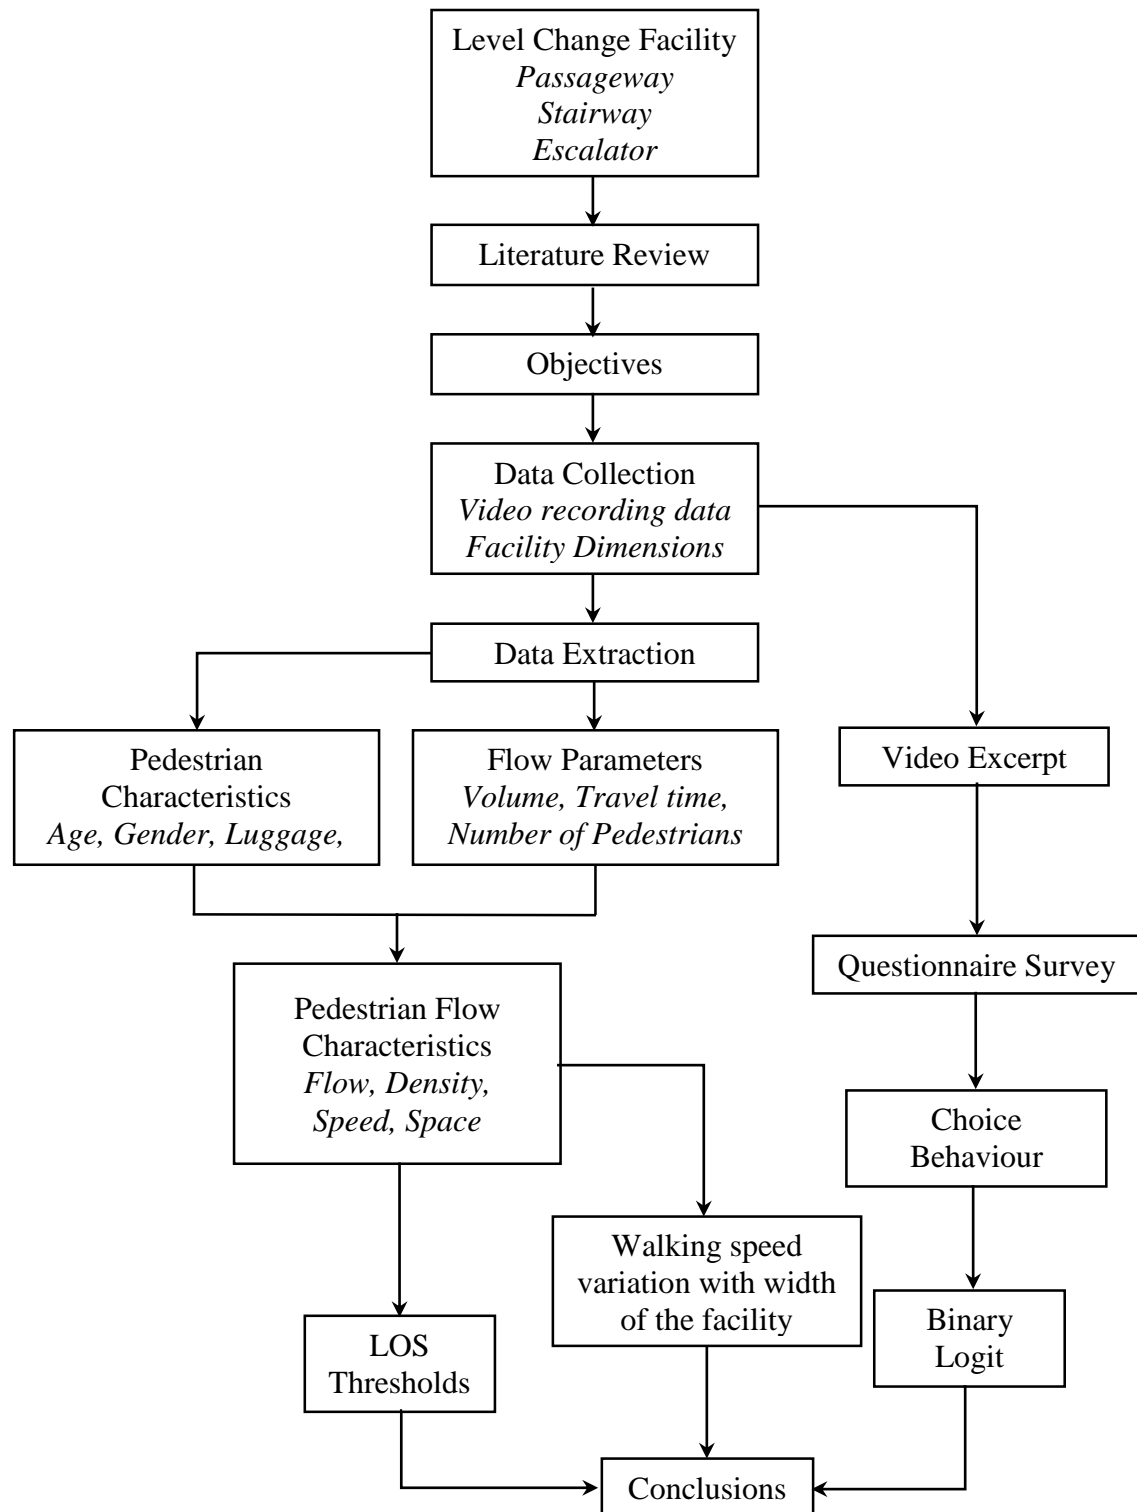 Level Change Facility
Passageway
Stairway
Escalator
Literature Review
Objectives
Data Collection
Video recording data
Facility Dimensions
Data Extraction
Pedestrian
Characteristics
Age, Gender, Luggage,
Flow Parameters
Volume, Travel time,
Number of Pedestrians
Video Excerpt
Questionnaire Survey
Pedestrian Flow
Characteristics
Flow, Density,
Speed, Space
Choice
Behaviour
Walking speed
variation with width
of the facility
LOS
Thresholds
Binary
Logit
Conclusions